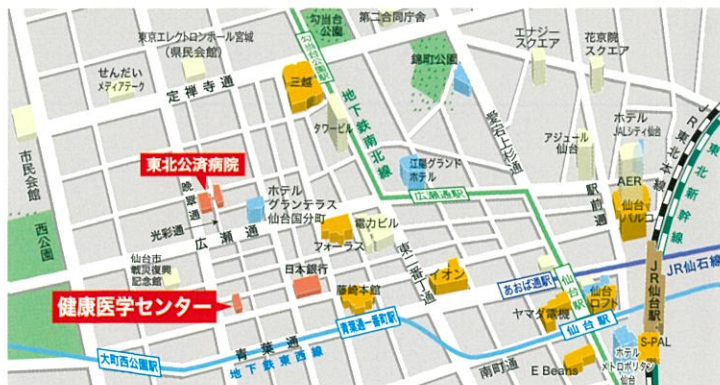 勾当台
公園
第二合同庁舎
東京エレクトロンホール宮城
(県民会館)
せんだい
メディアテーク
定禅寺通
三越
勾当台公園駅
地下鉄南北線
タワービル
錦町公園
愛宕上杉通
エナジー
スクエア
花京院
スクエア
アジュール
仙台
ホテル
JALシティ仙台
JR東北本線
東北新幹線
市民会館
西公園
東北公済病院
晩翠通
光彩通
広瀬通
ホテル
グランテラス
仙台国分町
江陽グランド
ホテル
広瀬通駅
駅前通
AER
仙台
パルコ
フォーラス
電力ビル
東二番丁通
仙台市
戦災復興
記念館
日本銀行
藤崎本館
イオン
あおば通駅
仙台駅
JR仙石線
JR仙台駅
健康医学センター
青葉通
地下鉄東西線
大町西公園駅
青葉通一番町駅
ヤマダ電機
仙台
ロフト
仙台駅
南町通
E Beans
S-PAL
ホテル
メトロポリタン
仙台